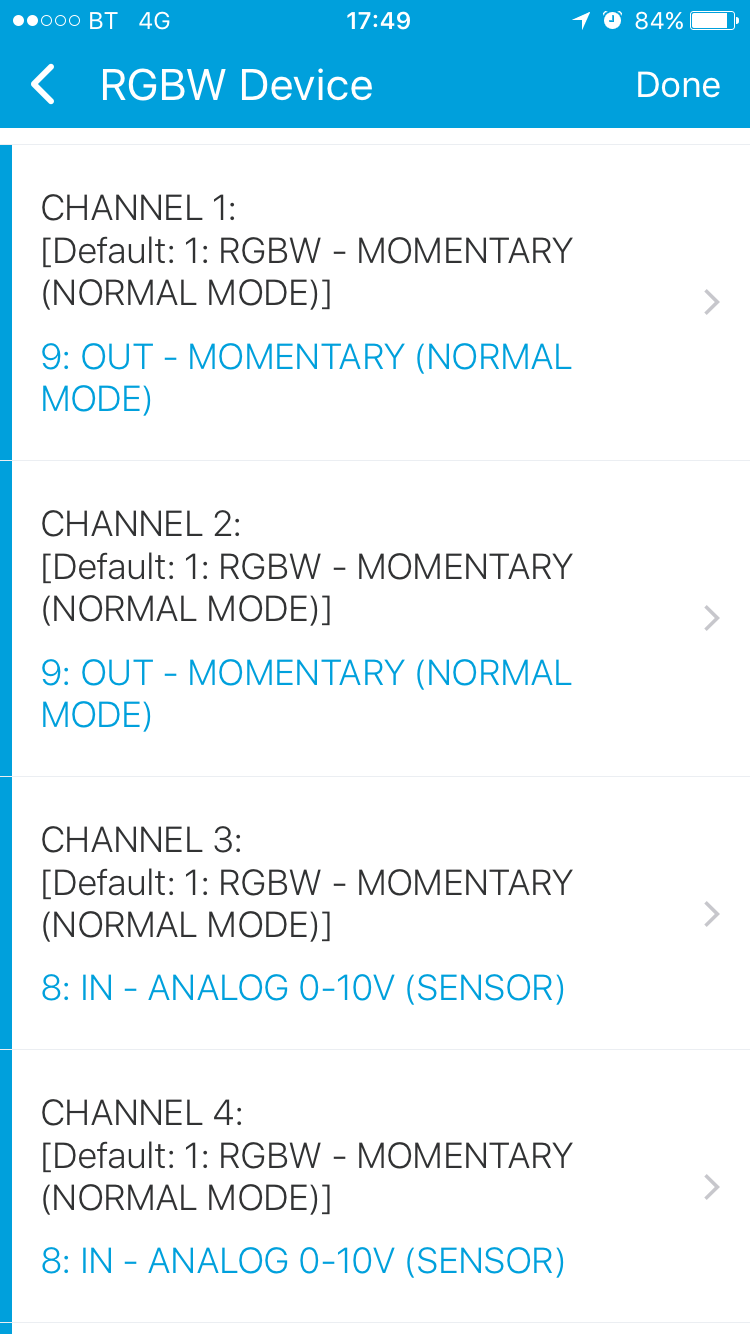 BT 4G 17:49 84%
RGBW Device Done
CHANNEL 1:
[Default: 1: RGBW - MOMENTARY
(NORMAL MODE)]
9: OUT - MOMENTARY (NORMAL
MODE)
CHANNEL 2:
[Default: 1: RGBW - MOMENTARY
(NORMAL MODE)]
9: OUT - MOMENTARY (NORMAL
MODE)
CHANNEL 3:
[Default: 1: RGBW - MOMENTARY
(NORMAL MODE)]
8: IN - ANALOG 0-10V (SENSOR)
CHANNEL 4:
[Default: 1: RGBW - MOMENTARY
(NORMAL MODE)]
8: IN - ANALOG 0-10V (SENSOR)